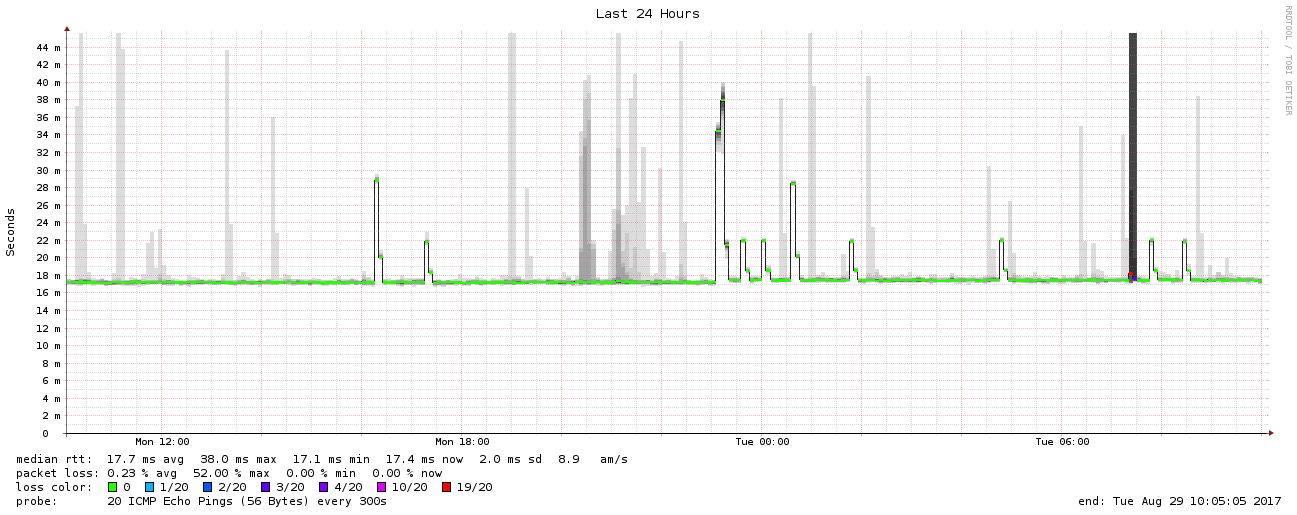 Last 24 Hours
RRDTOOL / TOBI OETIKER
Seconds
44 m
42 m
40 m
38 m
36 m
34 m
32 m
30 m
28 m
26 m
24 m
22 m
20 m
18 m
16 m
14 m
12 m
10 m
8 m
6 m
4 m
2 m
0
Mon 12:00 Mon 18:00 Tue 00:00 Tue 06:00
median rtt: 17.7 ms avg 38.0 ms max 17.1 ms min 17.4 ms now 2.0 ms sd 8.9 am/s
packet loss: 0.23 % avg 52.00 % max 0.00 % min 0.00 % now
loss color: 0 1/20 2/20 3/20 4/20 10/20 19/20
probe: 20 ICMP Echo Pings (56 Bytes) every 300s end: Tue Aug 29 10:05:05 2017